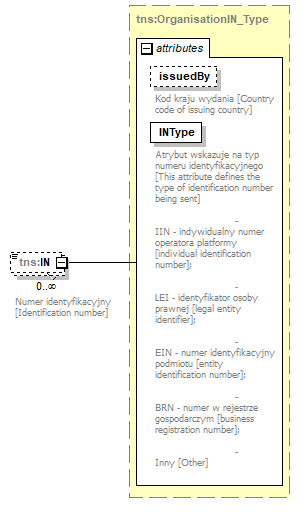 tns:OrganisationIN_Type
attributes
issuedBy
Kod kraju wydania [Country
code of issuing country]
INType
Atrybut wskazuje na typ
numeru identyfikacyjnego
[This attribute defines the
type of identification number
being sent]
-
IIN - indywidualny numer
operatora platformy
[individual identification
number];
-
LEI - identyfikator osoby
prawnej [legal entity
identifier];
-
EIN - numer identyfikacyjny
podmiotu [entity
identification number];
-
BRN - numer w rejestrze
gospodarczym [business
registration number];
-
Inny [Other]
tns:IN
0..∞
Numer identyfikacyjny
[Identification number]